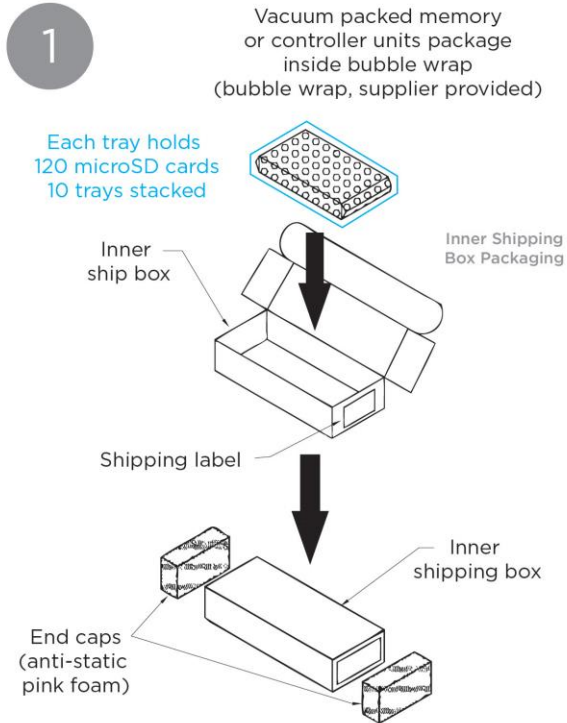 1
Vacuum packed memory
or controller units package
inside bubble wrap
(bubble wrap, supplier provided)
Each tray holds
120 microSD cards
10 trays stacked
Inner
ship box
Inner Shipping
Box Packaging
Shipping label
Inner
shipping box
End caps
(anti-static
pink foam)